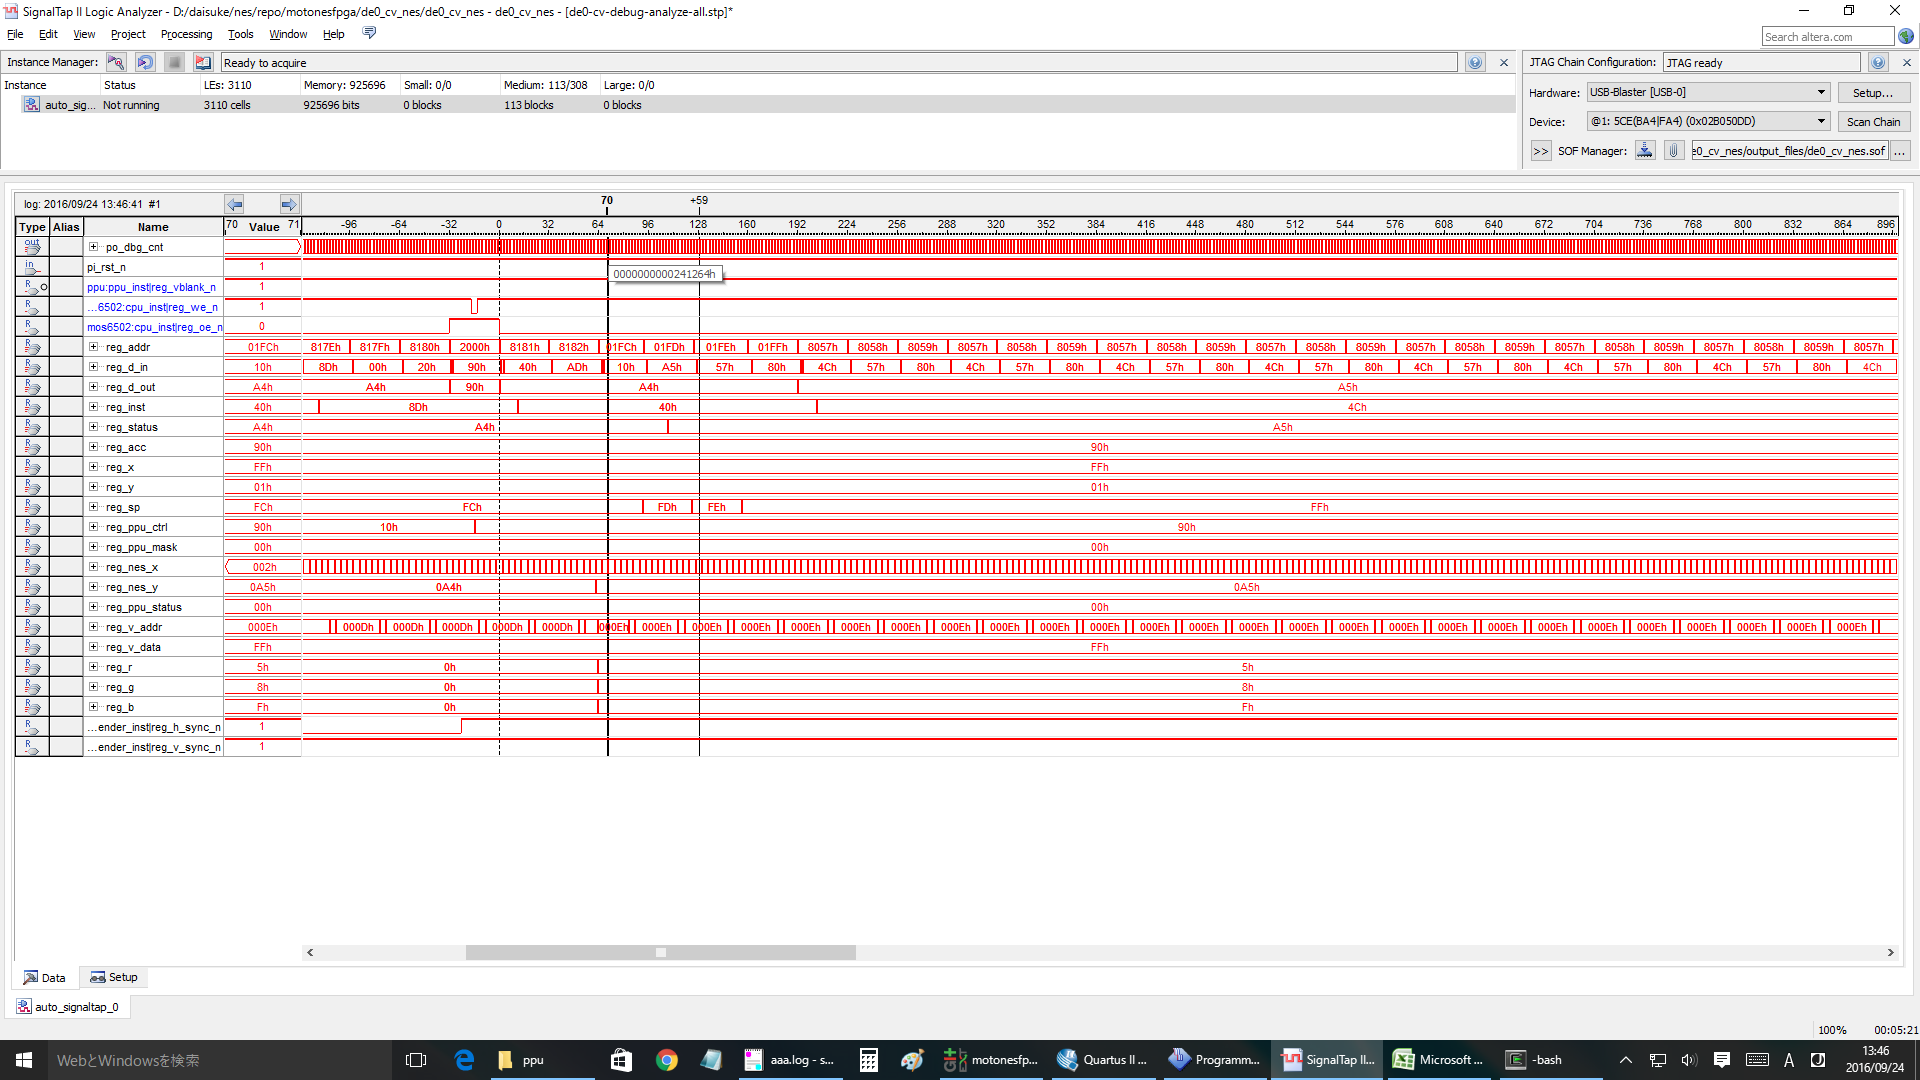 SignalTap II Logic Analyzer - D:/daisuke/nes/repo/motonesfpga/de0_cv_nes/de0_cv_nes - de0_cv_nes - [de0-cv-debug-analyze-all.stp]*
File Edit View Project Processing Tools Window Help
Search altera.com
Instance Manager: Ready to acquire
Instance Status LEs: 3110 Memory: 925696 Small: 0/0 Medium: 113/308 Large: 0/0
auto_sig... Not running 3110 cells 925696 bits 0 blocks 113 blocks 0 blocks
JTAG Chain Configuration: JTAG ready
Hardware: USB-Blaster [USB-0] Setup...
Device: @1: 5CE(BA4|FA4) (0x02B050DD) Scan Chain
>> SOF Manager: e0_cv_nes/output_files/de0_cv_nes.sof ...
log: 2016/09/24 13:46:41 #1 70 +59
Type Alias Name 70 Value 71 -96 -64 -32 0 32 64 96 128 160 192 224 256 288 320 352 384 416 448 480 512 544 576 608 640 672 704 736 768 800 832 864 896
po_dbg_cnt
pi_rst_n 1
0000000000241264h
ppu:ppu_inst|reg_vblank_n 1
...6502:cpu_inst|reg_we_n 1
mos6502:cpu_inst|reg_oe_n 0
reg_addr 01FCh 817Eh 817Fh 8180h 2000h 8181h 8182h 01FCh 01FDh 01FEh 01FFh 8057h 8058h 8059h 8057h 8058h 8059h 8057h 8058h 8059h 8057h 8058h 8059h 8057h 8058h 8059h 8057h 8058h 8059h 8057h 8058h 8059h 8057h
reg_d_in 10h 8Dh 00h 20h 90h 40h ADh 10h A5h 57h 80h 4Ch 57h 80h 4Ch 57h 80h 4Ch 57h 80h 4Ch 57h 80h 4Ch 57h 80h 4Ch 57h 80h 4Ch 57h 80h 4Ch
reg_d_out A4h A4h 90h A4h A5h
reg_inst 40h 8Dh 40h 4Ch
reg_status A4h A4h A5h
reg_acc 90h 90h
reg_x FFh FFh
reg_y 01h 01h
reg_sp FCh FCh FDh FEh FFh
reg_ppu_ctrl 90h 10h 90h
reg_ppu_mask 00h 00h
reg_nes_x 002h
reg_nes_y 0A5h 0A4h 0A5h
reg_ppu_status 00h 00h
reg_v_addr 000Eh 000Dh 000Dh 000Dh 000Dh 000Dh 000Eh 000Eh 000Eh 000Eh 000Eh 000Eh 000Eh 000Eh 000Eh 000Eh 000Eh 000Eh 000Eh 000Eh 000Eh 000Eh 000Eh 000Eh 000Eh 000Eh 000Eh 000Eh 000Eh 000Eh 000Eh
reg_v_data FFh FFh
reg_r 5h 0h 5h
reg_g 8h 0h 8h
reg_b Fh 0h Fh
...ender_inst|reg_h_sync_n 1
...ender_inst|reg_v_sync_n 1
Data Setup
auto_signaltap_0
100% 00:05:21
WebとWindowsを検索 ppu aaa.log - s... motonesfp... Quartus II ... Programm... SignalTap II... Microsoft ... -bash A 13:46
2016/09/24